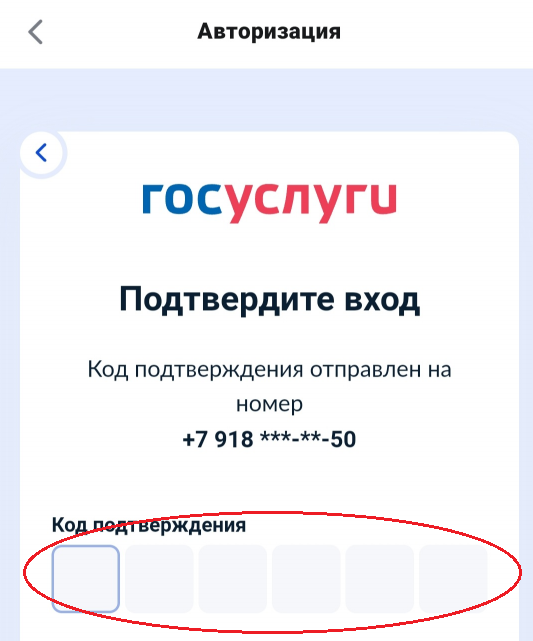 Авторизация
госуслуги
Подтвердите вход
Код подтверждения отправлен на
номер
+7 918 ***-**-50
Код подтверждения